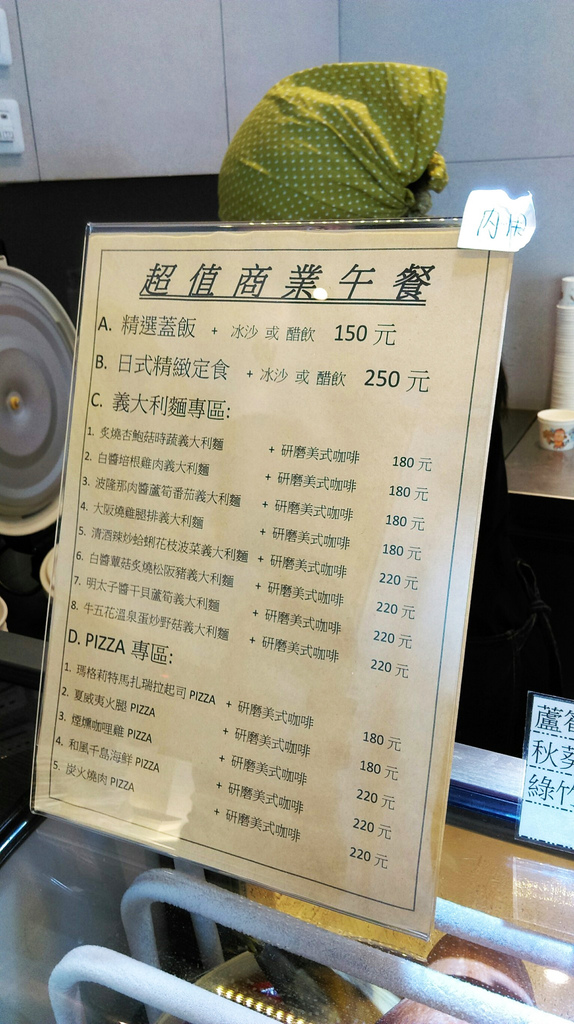 內用
超值商業午餐
A. 精選蓋飯 + 冰沙 或 醋飲 150 元
B. 日式精緻定食 + 冰沙 或 醋飲 250 元
C. 義大利麵專區:
1. 炙燒杏鮑菇時蔬義大利麵 + 研磨美式咖啡 180 元
2. 白醬培根雞肉義大利麵 + 研磨美式咖啡 180 元
3. 波隆那肉醬蘆筍番茄義大利麵 + 研磨美式咖啡 180 元
4. 大阪燒雞腿排義大利麵 + 研磨美式咖啡 180 元
5. 清酒辣炒蛤蜊花枝波菜義大利麵 + 研磨美式咖啡 220 元
6. 白醬蕈菇炙燒松阪豬義大利麵 + 研磨美式咖啡 220 元
7. 明太子醬干貝蘆筍義大利麵 + 研磨美式咖啡 220 元
8. 牛五花溫泉蛋炒野菇義大利麵 + 研磨美式咖啡 220 元
D. PIZZA 專區:
1. 瑪格莉特馬扎瑞拉起司 PIZZA + 研磨美式咖啡 180 元
2. 夏威夷火腿 PIZZA + 研磨美式咖啡 180 元
3. 煙燻咖哩雞 PIZZA + 研磨美式咖啡 220 元
4. 和風千島海鮮 PIZZA + 研磨美式咖啡 220 元
5. 炭火燒肉 PIZZA + 研磨美式咖啡 220 元
蘆筍
秋葵
綠竹